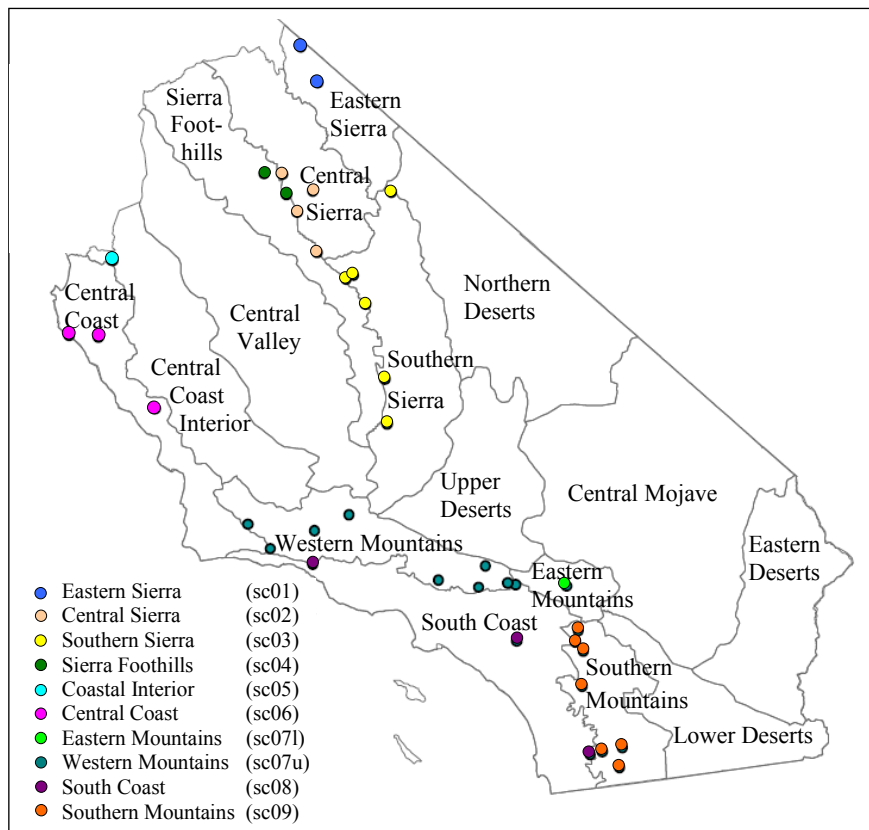 Sierra
Foot-
hills
Eastern
Sierra
Central
Sierra
Northern
Deserts
Central
Coast
Central
Valley
Central
Coast
Interior
Southern
Sierra
Upper
Deserts
Central Mojave
Eastern
Deserts
Western Mountains
Eastern
Mountains
South Coast
Southern
Mountains
Lower Deserts
Eastern Sierra (sc01)
Central Sierra (sc02)
Southern Sierra (sc03)
Sierra Foothills (sc04)
Coastal Interior (sc05)
Central Coast (sc06)
Eastern Mountains (sc07l)
Western Mountains (sc07u)
South Coast (sc08)
Southern Mountains (sc09)